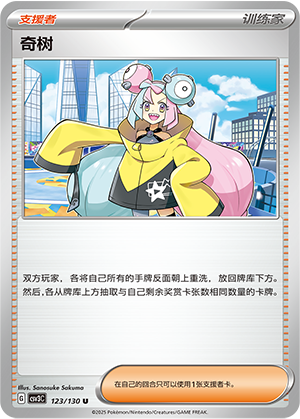 支援者
训练家
奇树
双方玩家，各将自己所有的手牌反面朝上重洗，放回牌库下方。
然后，各从牌库上方抽取与自己剩余奖赏卡张数相同数量的卡牌。
Illus. Sanosuke Sakuma
在自己的回合只可以使用1张支援者卡。
G CSV3C 123/130 U
©2025 Pokémon/Nintendo/Creatures/GAME FREAK.